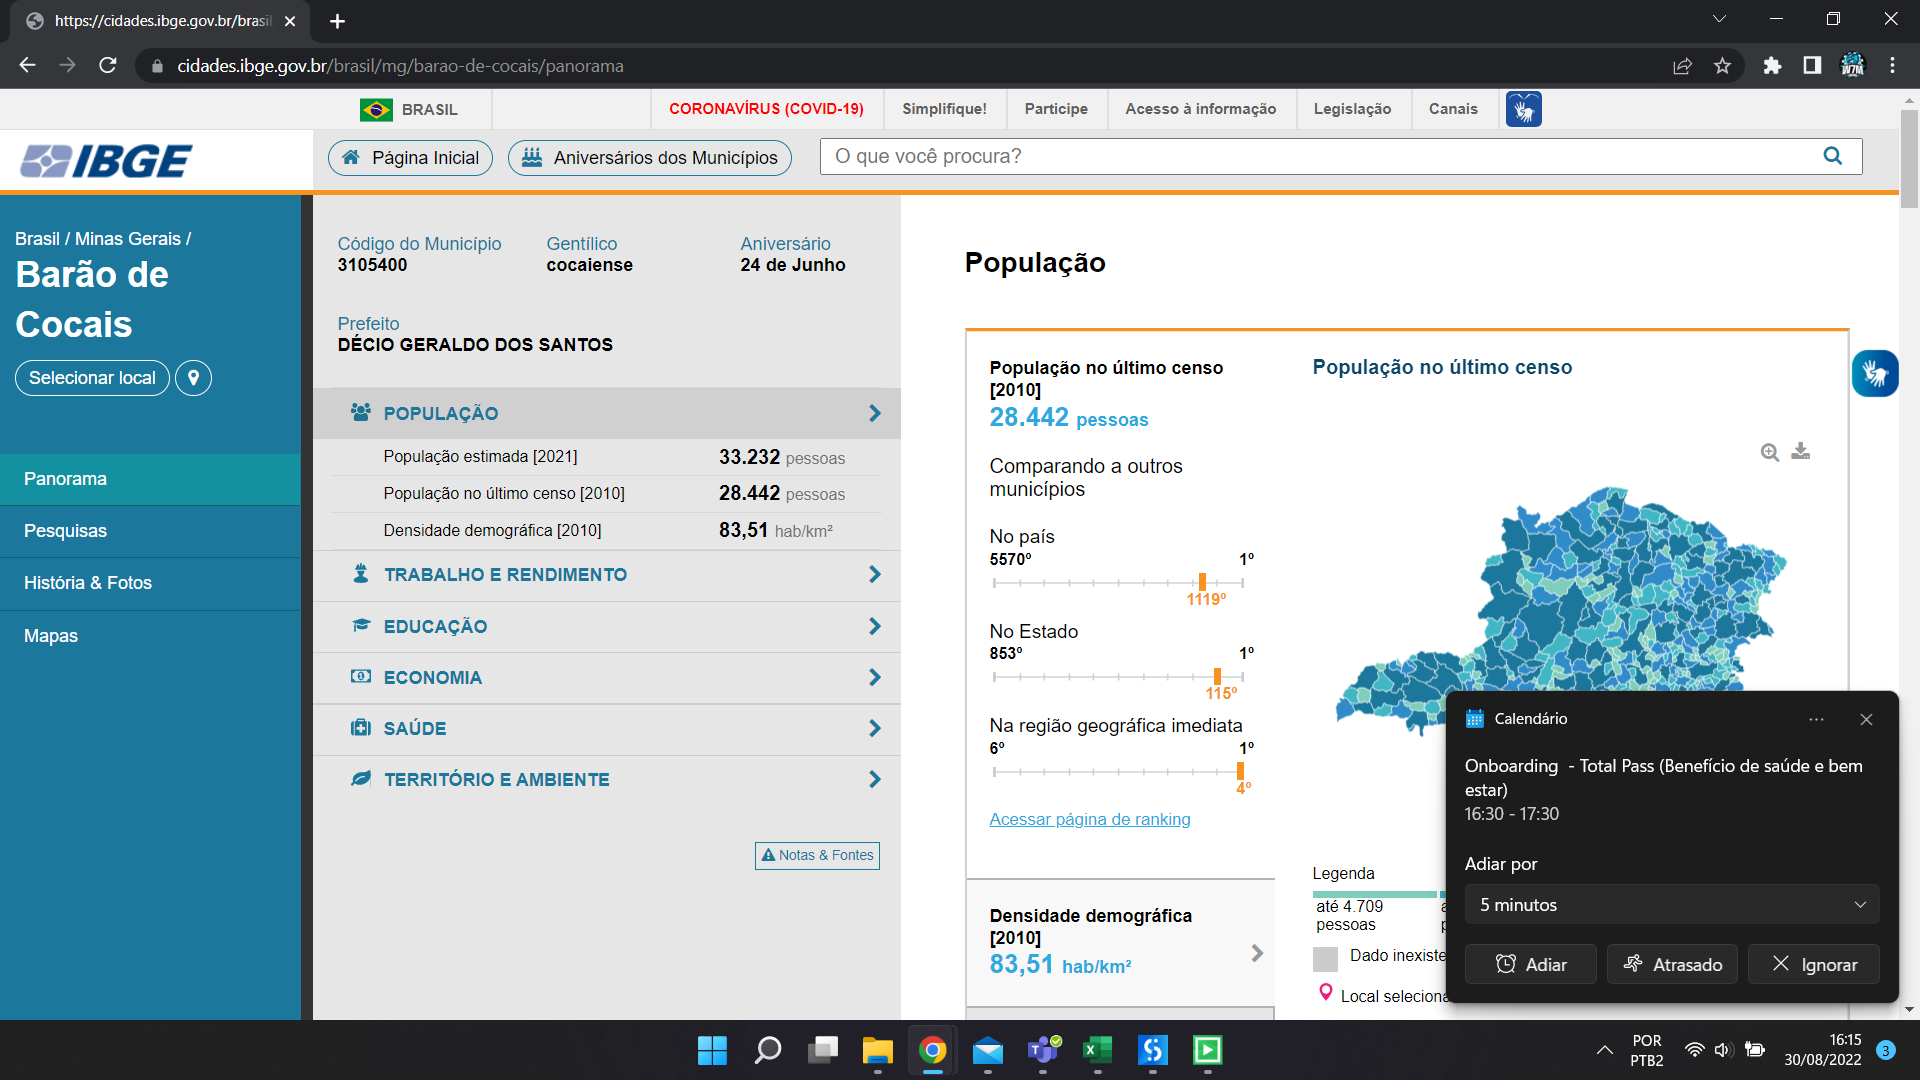 https://cidades.ibge.gov.br/brasil
cidades.ibge.gov.br/brasil/mg/barao-de-cocais/panorama
BRASIL
CORONAVÍRUS (COVID-19)
Simplifique!
Participe
Acesso à informação
Legislação
Canais
IBGE
Página Inicial
Aniversários dos Municípios
O que você procura?
Brasil / Minas Gerais /
Barão de
Cocais
Selecionar local
Panorama
Pesquisas
História & Fotos
Mapas
Código do Município
3105400
Gentílico
cocaiense
Aniversário
24 de Junho
Prefeito
DÉCIO GERALDO DOS SANTOS
POPULAÇÃO
População estimada [2021] 33.232 pessoas
População no último censo [2010] 28.442 pessoas
Densidade demográfica [2010] 83,51 hab/km²
TRABALHO E RENDIMENTO
EDUCAÇÃO
ECONOMIA
SAÚDE
TERRITÓRIO E AMBIENTE
Notas & Fontes
População
População no último censo
[2010]
28.442 pessoas
Comparando a outros
municípios
No país
5570º 1º
1119º
No Estado
853º 1º
115º
Na região geográfica imediata
6º 1º
4º
Acessar página de ranking
Densidade demográfica
[2010]
83,51 hab/km²
População no último censo
Legenda
até 4.709
pessoas
Dado inexiste
Local seleciona
Calendário
Onboarding - Total Pass (Benefício de saúde e bem
estar)
16:30 - 17:30
Adiar por
5 minutos
Adiar
Atrasado
Ignorar
POR
PTB2
16:15
30/08/2022
3